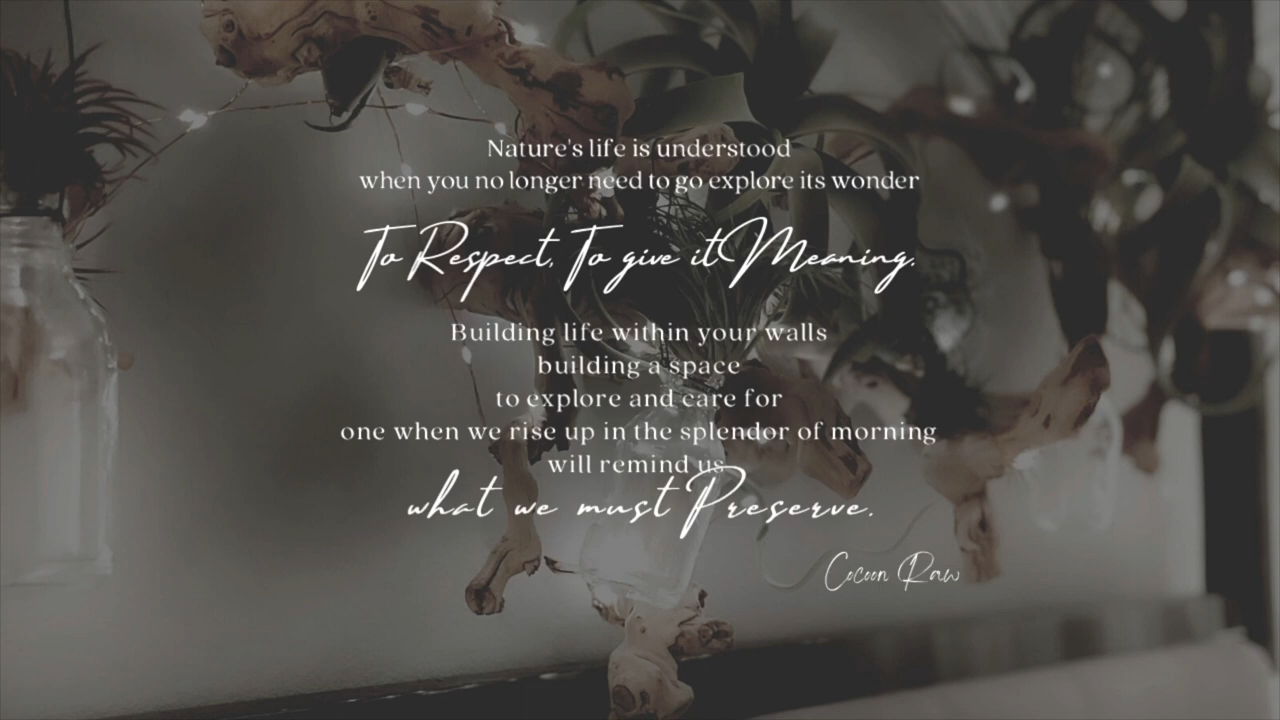 Nature's life is understood
when you no longer need to go explore its wonder
To Respect, To give it Meaning.
Building life within your walls
building a space
to explore and care for
one when we rise up in the splendor of morning
will remind us
what we must Preserve.
Cocoon Raw